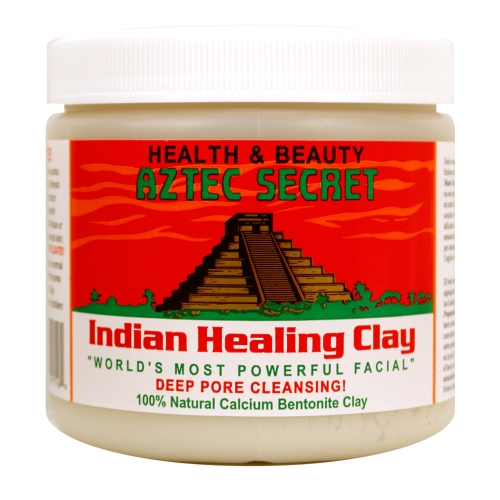 HEALTH & BEAUTY
AZTEC SECRET
Indian Healing Clay
"WORLD'S MOST POWERFUL FACIAL"
DEEP PORE CLEANSING!
100% Natural Calcium Bentonite Clay